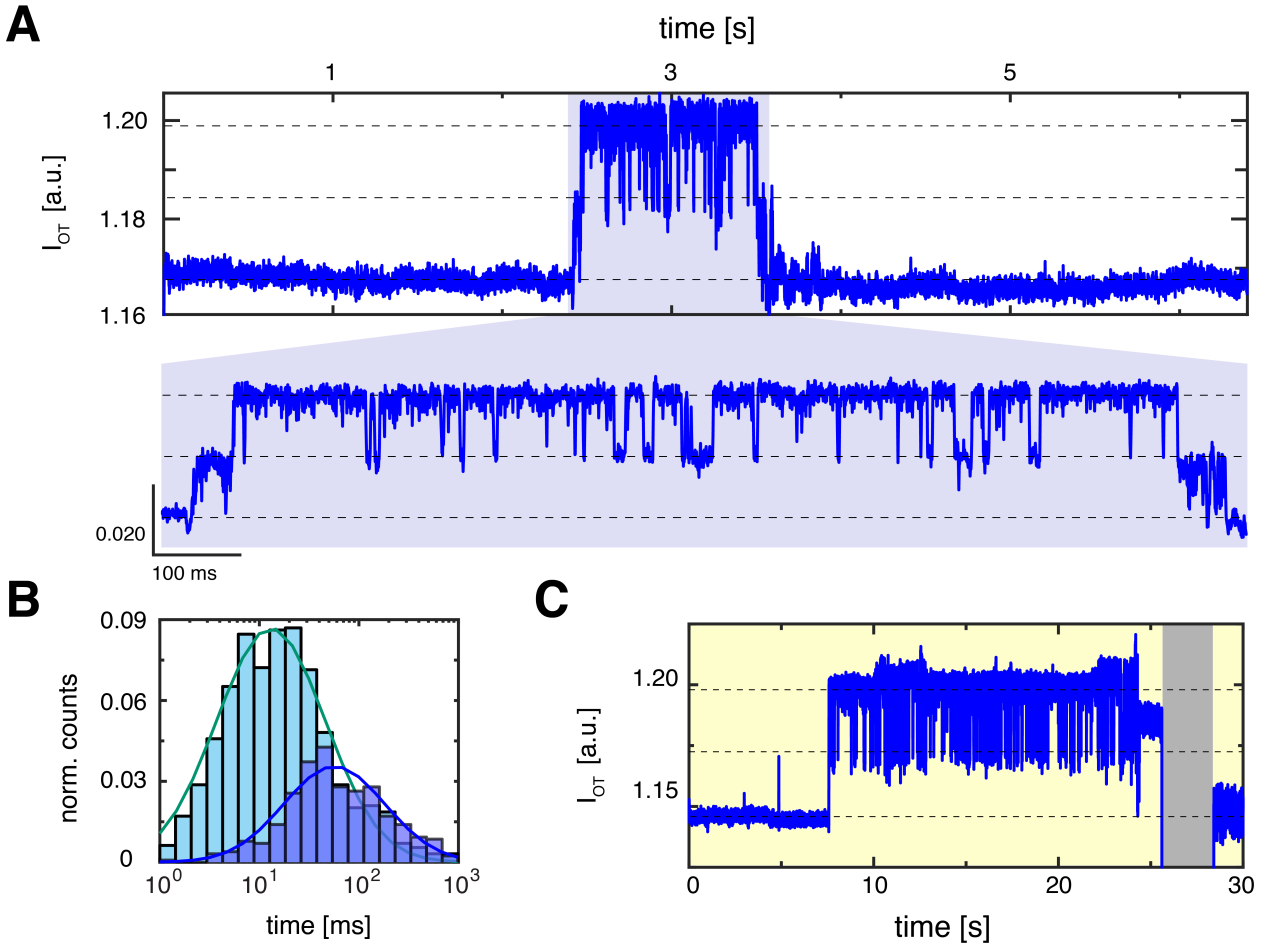 A
time [s]
1 3 5
1.20
1.18
1.16
I_OT [a.u.]
0.020
100 ms
B
0.09
0.06
0.03
0
norm. counts
10^0 10^1 10^2 10^3
time [ms]
C
1.20
1.15
I_OT [a.u.]
0 10 20 30
time [s]